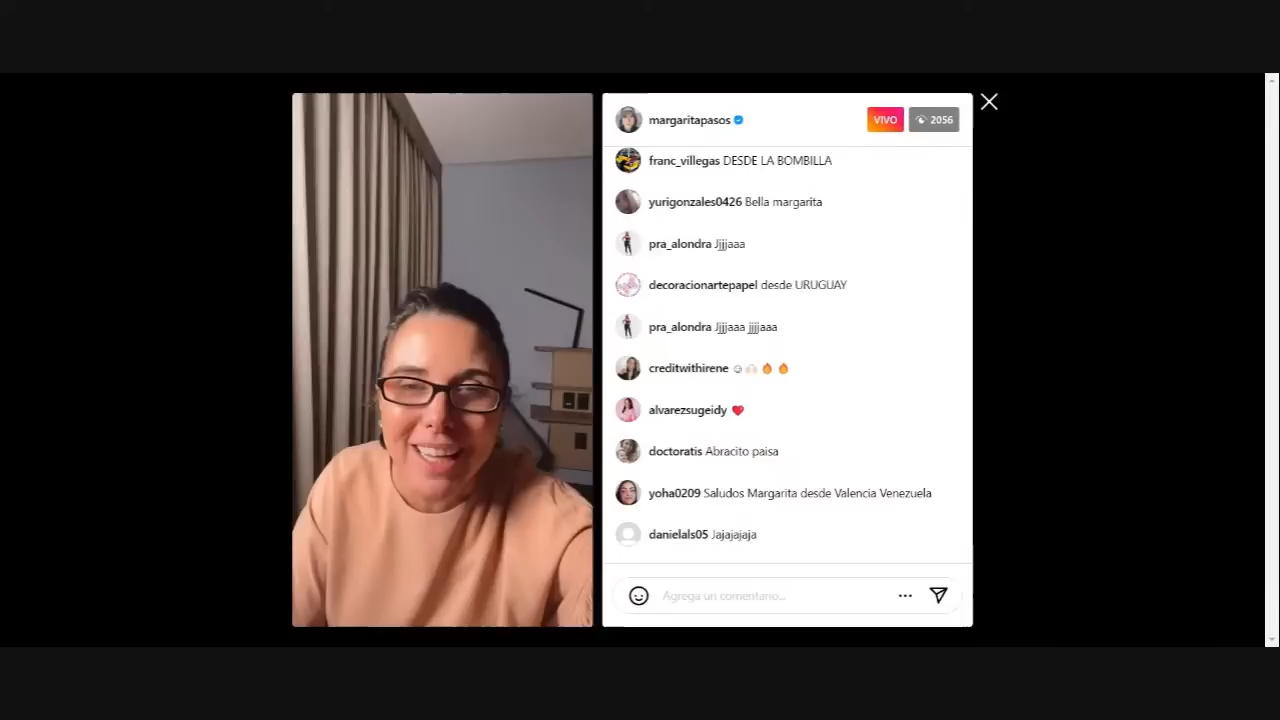 margaritapasos
VIVO
2056
franc_villegas DESDE LA BOMBILLA
yurigonzales0426 Bella margarita
pra_alondra Jjjjaaa
decoracionartepapel desde URUGUAY
pra_alondra Jjjjaaa jjjjaaa
creditwithirene
alvarezsugeidy ❤️
doctoratis Abracito paisa
yoha0209 Saludos Margarita desde Valencia Venezuela
danielals05 Jajajajaja
Agrega un comentario...